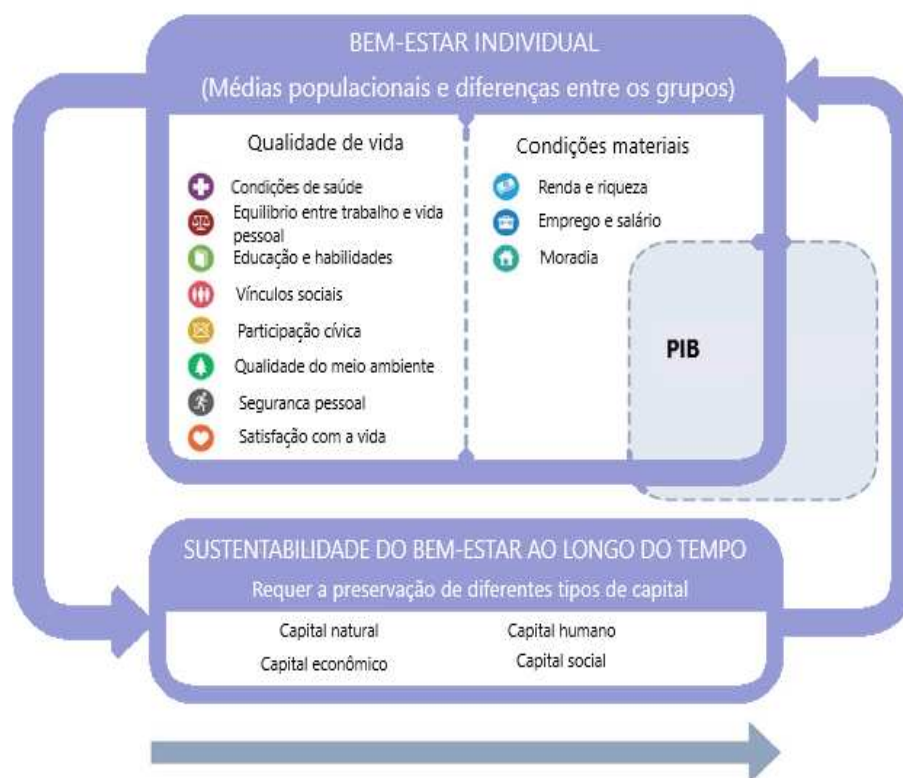 BEM-ESTAR INDIVIDUAL
(Médias populacionais e diferenças entre os grupos)
Qualidade de vida
Condições de saúde
Equilibrio entre trabalho e vida
pessoal
Educação e habilidades
Vínculos sociais
Participação cívica
Qualidade do meio ambiente
Seguranca pessoal
Satisfação com a vida
Condições materiais
Renda e riqueza
Emprego e salário
Moradia
PIB
SUSTENTABILIDADE DO BEM-ESTAR AO LONGO DO TEMPO
Requer a preservação de diferentes tipos de capital
Capital natural
Capital humano
Capital econômico
Capital social